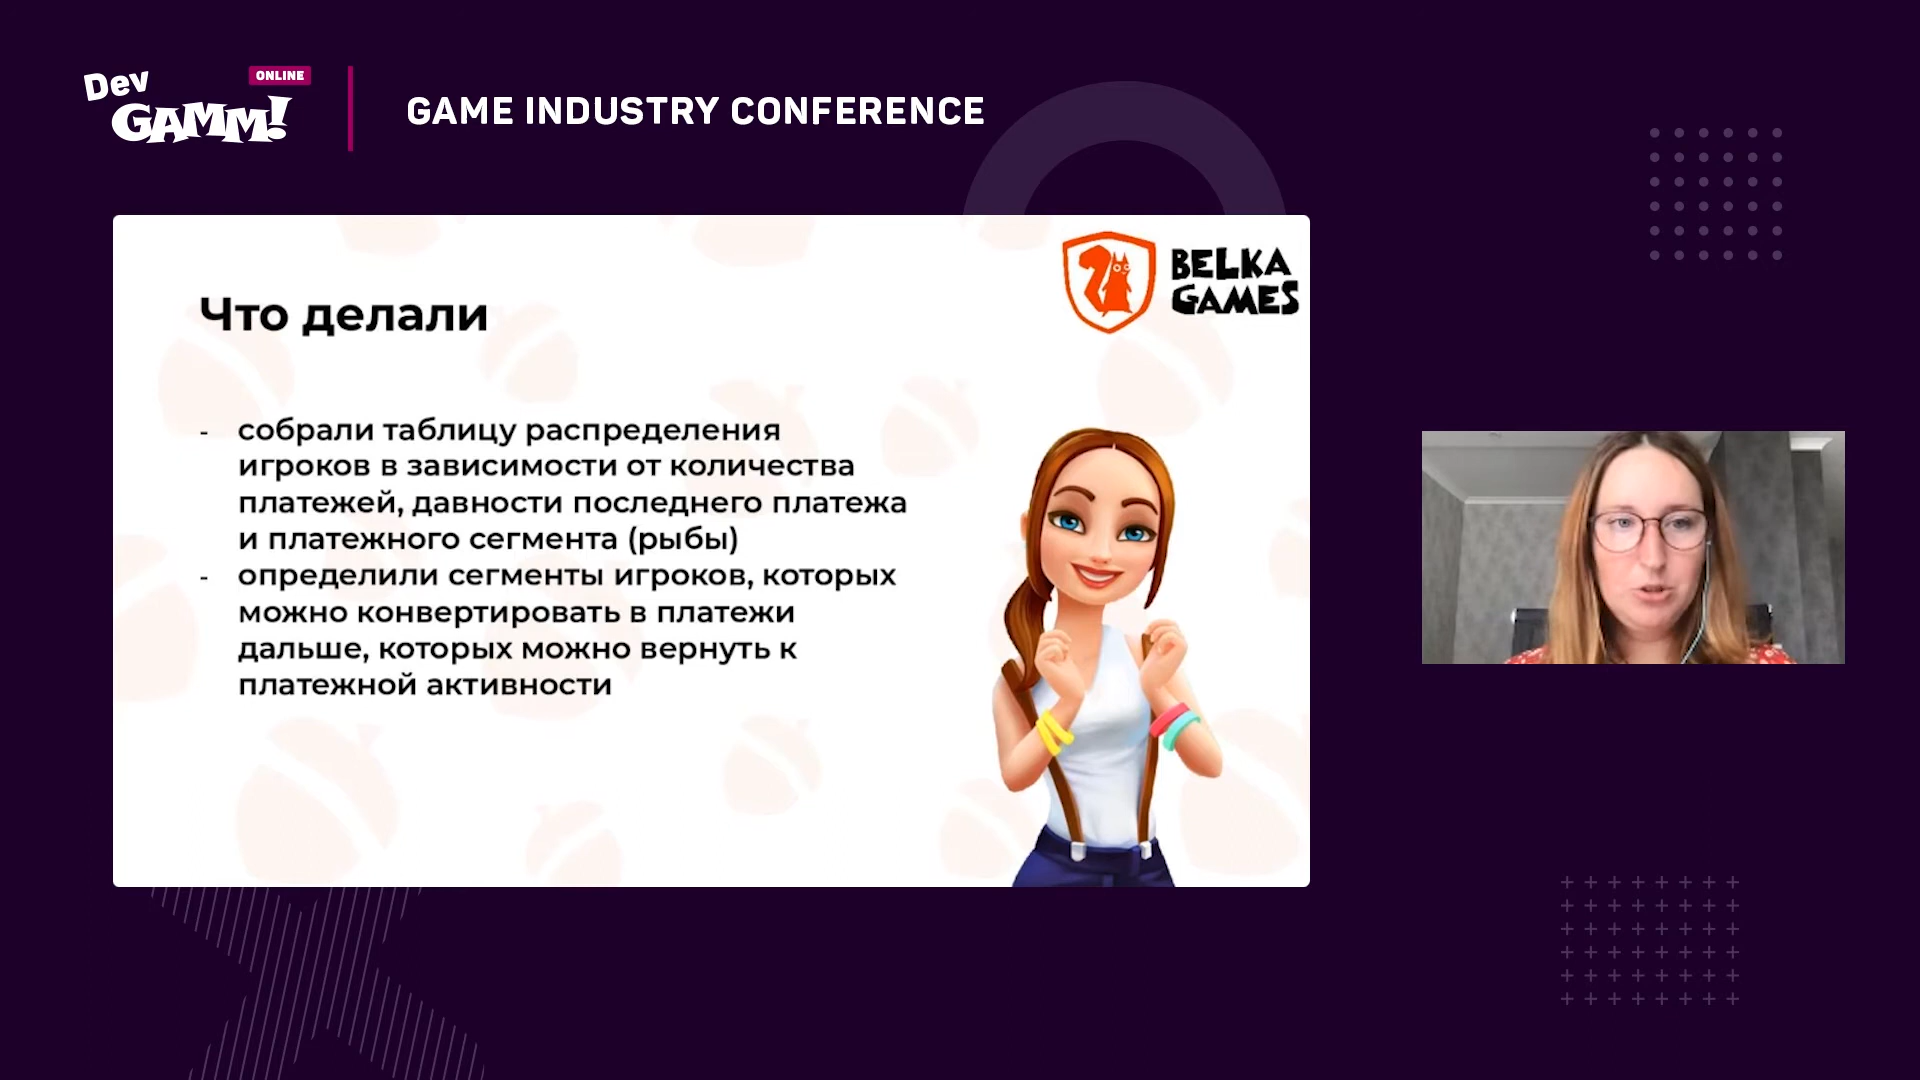 Dev
GAMM!
ONLINE
GAME INDUSTRY CONFERENCE
BELKA
GAMES
Что делали
- собрали таблицу распределения
игроков в зависимости от количества
платежей, давности последнего платежа
и платежного сегмента (рыбы)
- определили сегменты игроков, которых
можно конвертировать в платежи
дальше, которых можно вернуть к
платежной активности